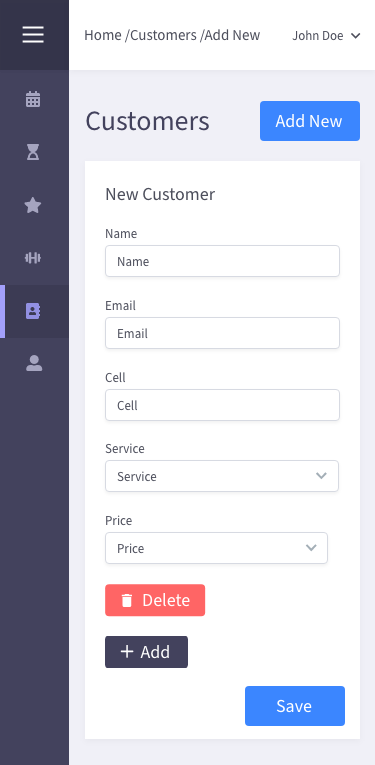 Home /Customers /Add New
John Doe
Customers
Add New
New Customer
Name
Name
Email
Email
Cell
Cell
Service
Service
Price
Price
Delete
Add
Save